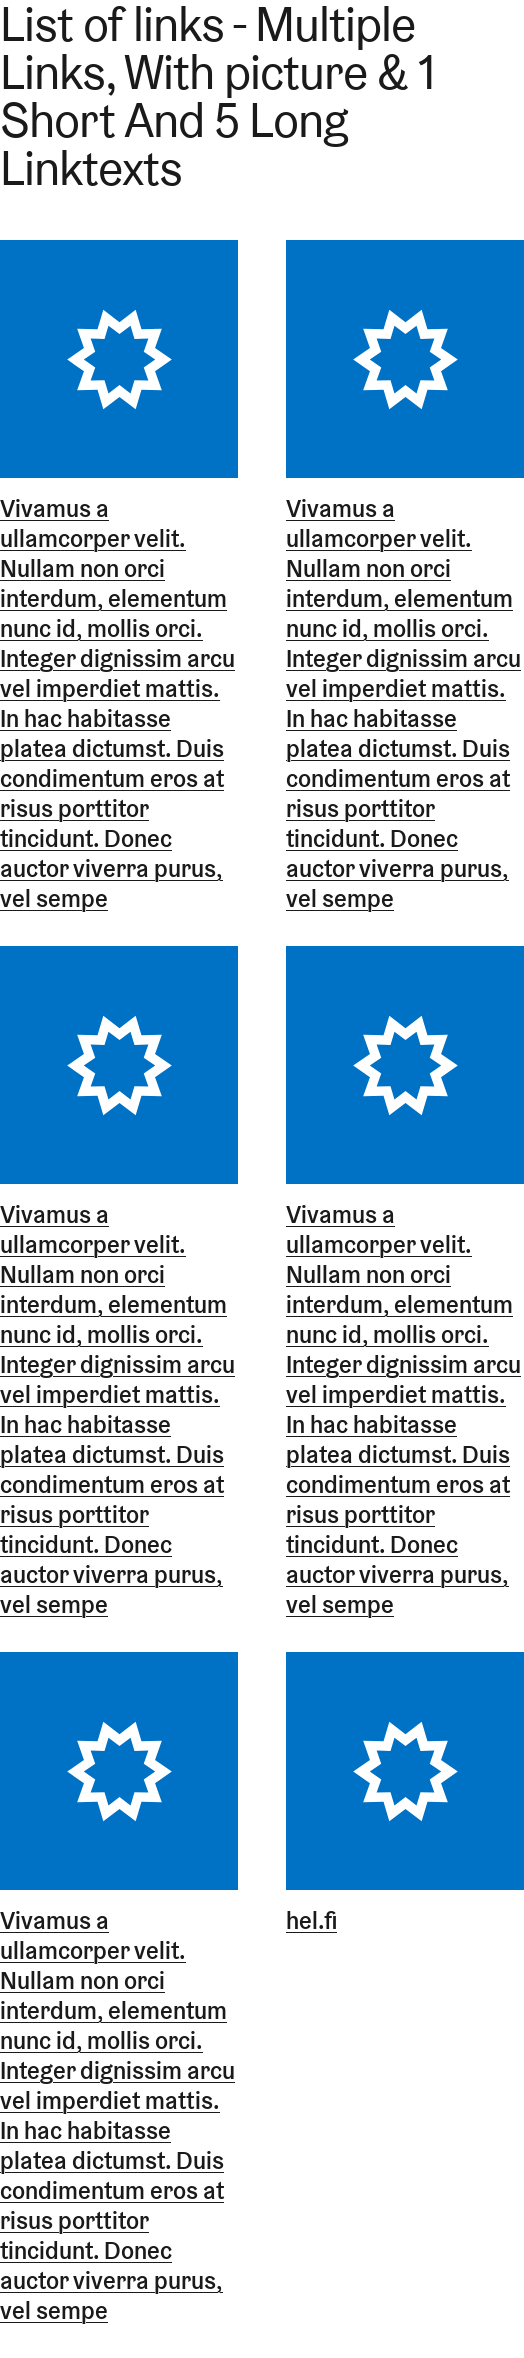 List of links - Multiple
Links, With picture & 1
Short And 5 Long
Linktexts
Vivamus a
ullamcorper velit.
Nullam non orci
interdum, elementum
nunc id, mollis orci.
Integer dignissim arcu
vel imperdiet mattis.
In hac habitasse
platea dictumst. Duis
condimentum eros at
risus porttitor
tincidunt. Donec
auctor viverra purus,
vel sempe
Vivamus a
ullamcorper velit.
Nullam non orci
interdum, elementum
nunc id, mollis orci.
Integer dignissim arcu
vel imperdiet mattis.
In hac habitasse
platea dictumst. Duis
condimentum eros at
risus porttitor
tincidunt. Donec
auctor viverra purus,
vel sempe
Vivamus a
ullamcorper velit.
Nullam non orci
interdum, elementum
nunc id, mollis orci.
Integer dignissim arcu
vel imperdiet mattis.
In hac habitasse
platea dictumst. Duis
condimentum eros at
risus porttitor
tincidunt. Donec
auctor viverra purus,
vel sempe
Vivamus a
ullamcorper velit.
Nullam non orci
interdum, elementum
nunc id, mollis orci.
Integer dignissim arcu
vel imperdiet mattis.
In hac habitasse
platea dictumst. Duis
condimentum eros at
risus porttitor
tincidunt. Donec
auctor viverra purus,
vel sempe
Vivamus a
ullamcorper velit.
Nullam non orci
interdum, elementum
nunc id, mollis orci.
Integer dignissim arcu
vel imperdiet mattis.
In hac habitasse
platea dictumst. Duis
condimentum eros at
risus porttitor
tincidunt. Donec
auctor viverra purus,
vel sempe
hel.fi